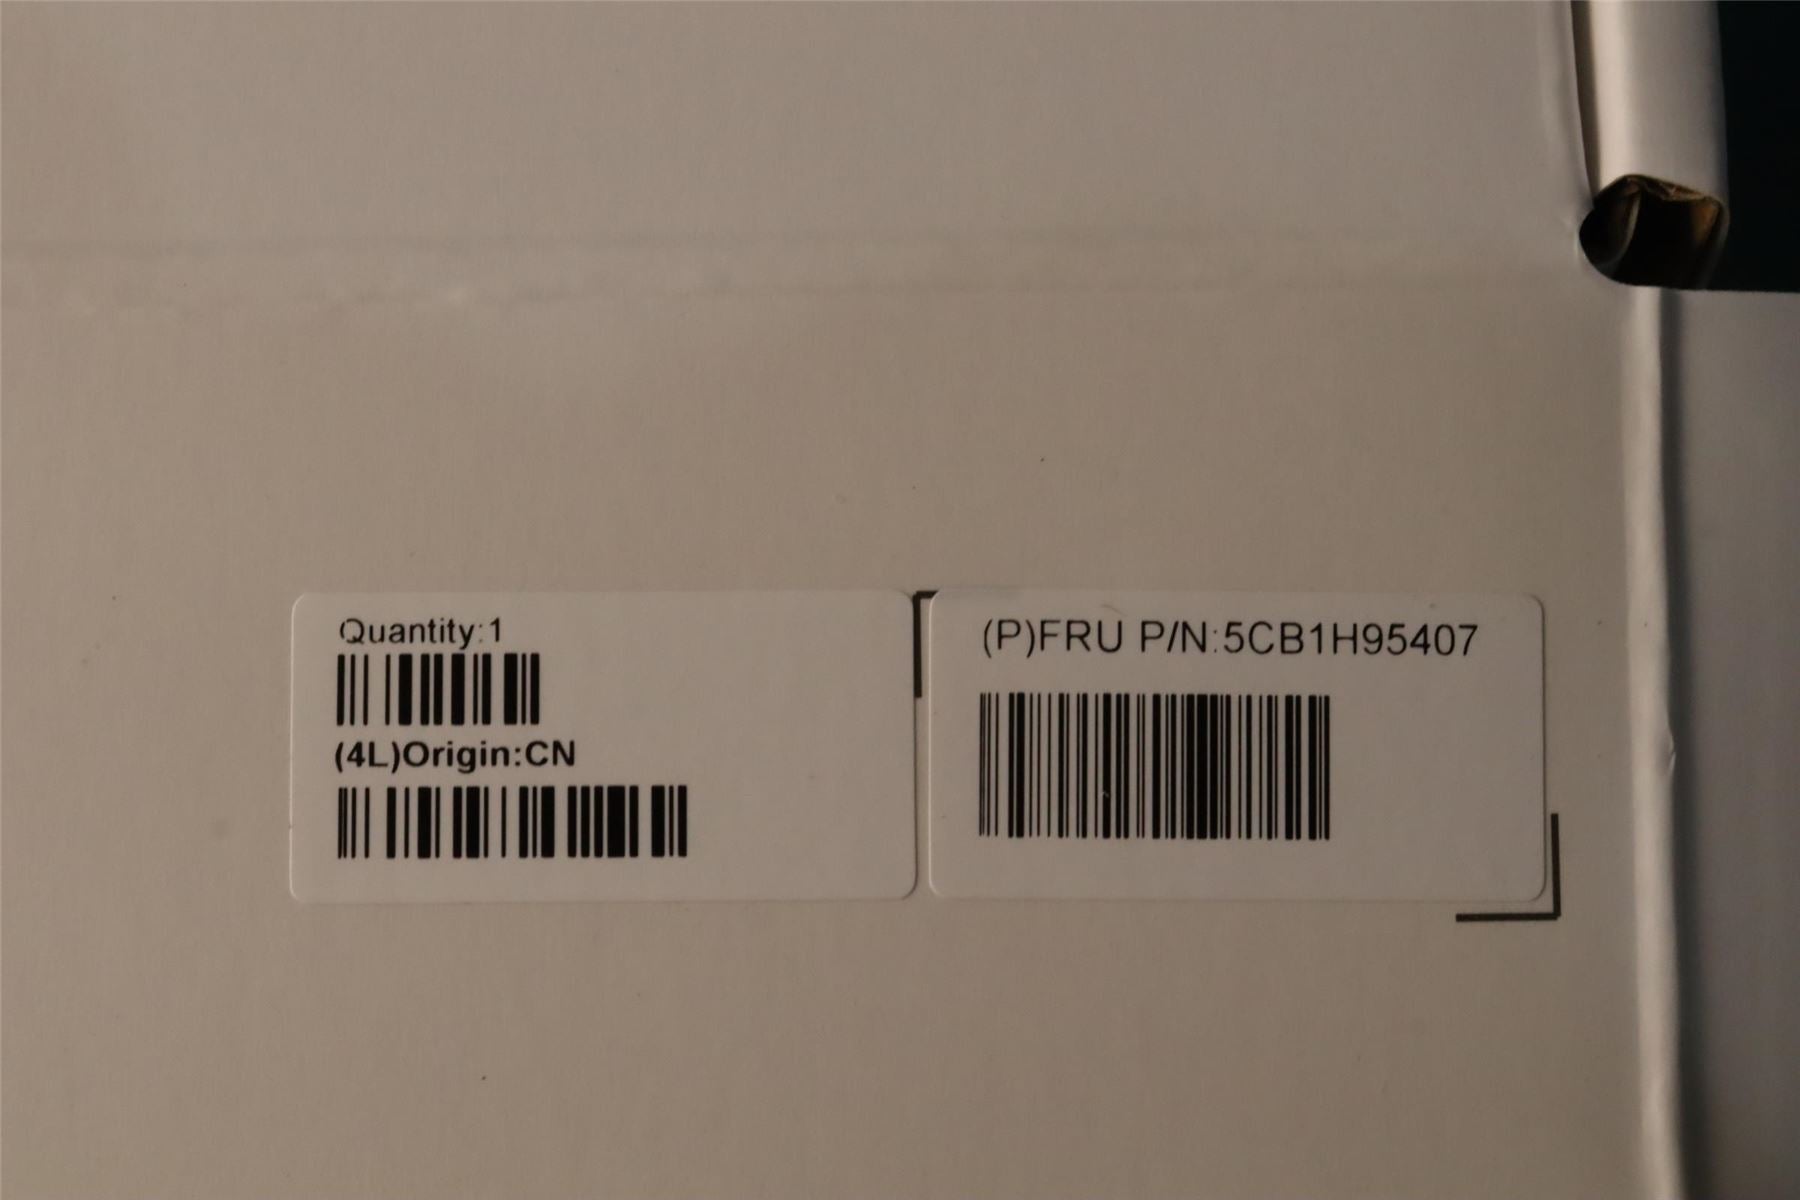 Quantity:1
(4L)Origin:CN
(P)FRU P/N:5CB1H95407